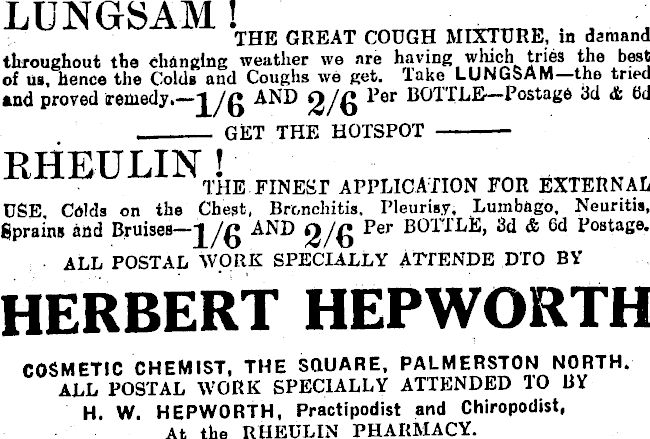 LUNGSAM!
THE GREAT COUGH MIXTURE, in demand
throughout the changing weather we are having which tries the best
of us, hence the Colds and Coughs we get. Take LUNGSAM—the tried
and proved remedy.—1/6 AND 2/6 Per BOTTLE—Postage 3d & 6d
GET THE HOTSPOT
RHEULIN!
THE FINEST APPLICATION FOR EXTERNAL
USE, Colds on the Chest, Bronchitis, Pleurisy, Lumbago, Neuritis,
Sprains and Bruises—1/6 AND 2/6 Per BOTTLE, 3d & 6d Postage.
ALL POSTAL WORK SPECIALLY ATTENDE DTO BY
HERBERT HEPWORTH
COSMETIC CHEMIST, THE SQUARE, PALMERSTON NORTH.
ALL POSTAL WORK SPECIALLY ATTENDED TO BY
H. W. HEPWORTH, Practipodist and Chiropodist,
At the RHEULIN PHARMACY.